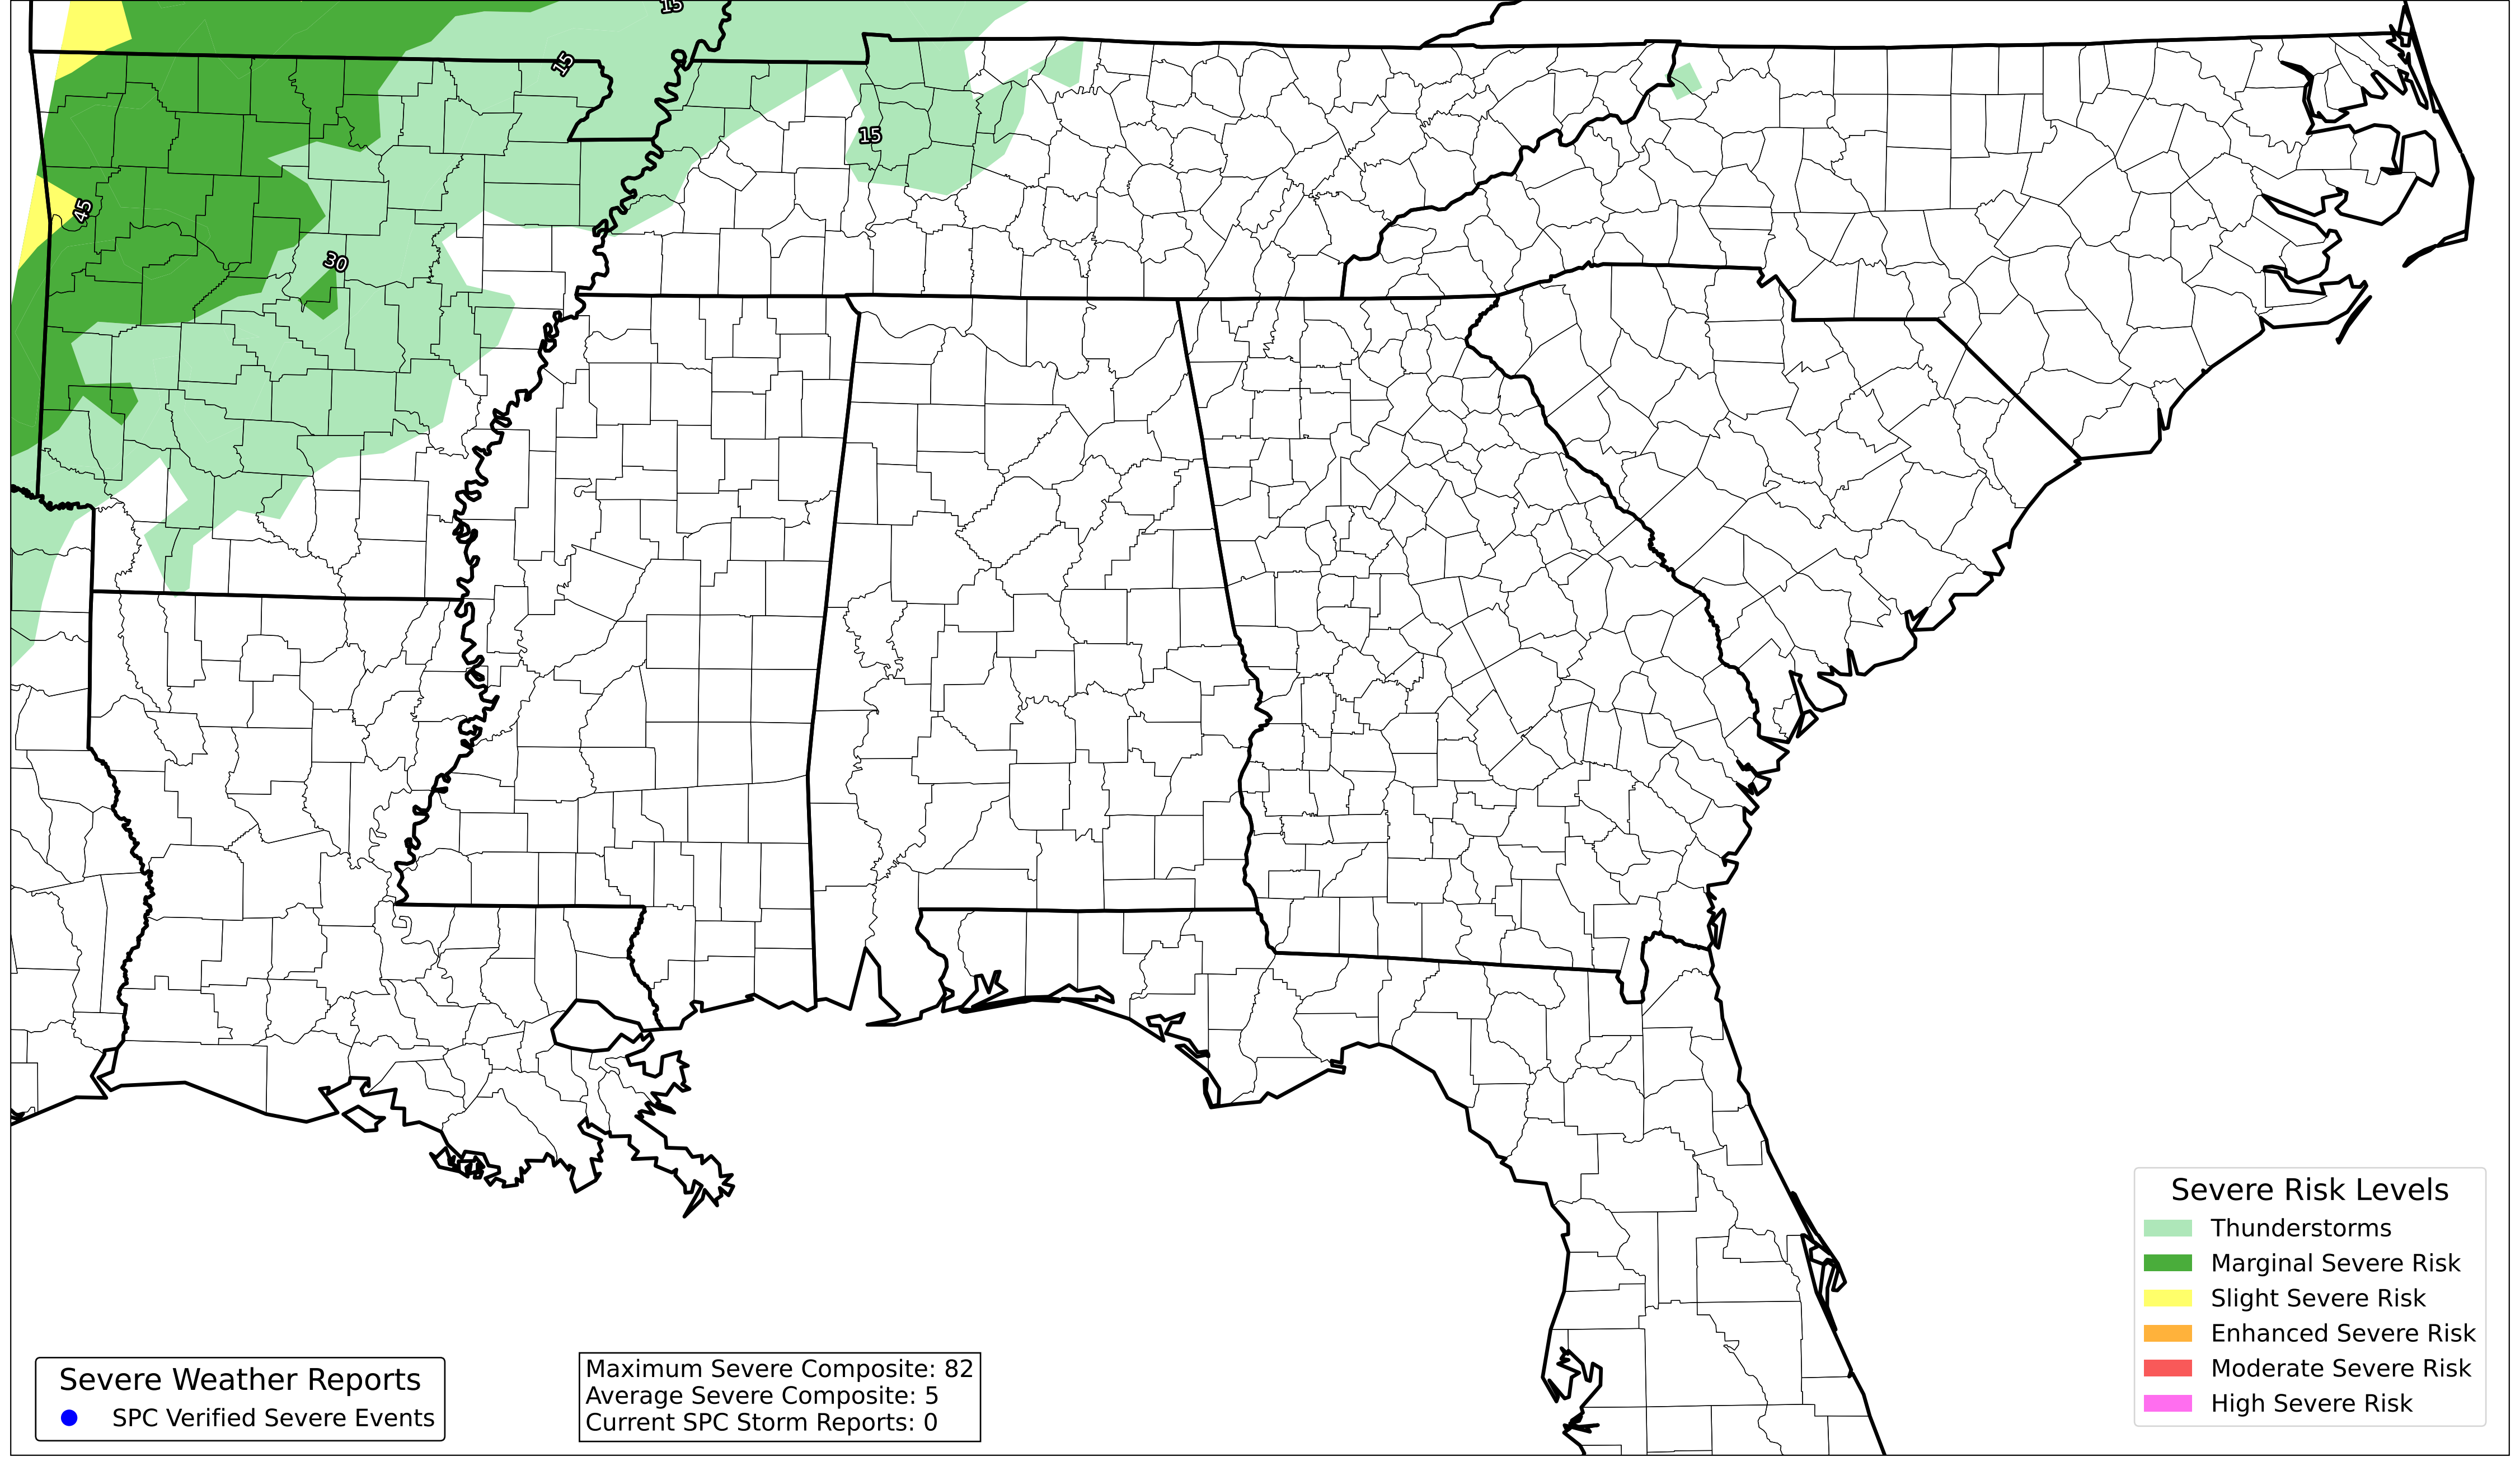 15
15
15
45
30
Severe Risk Levels
Thunderstorms
Marginal Severe Risk
Slight Severe Risk
Enhanced Severe Risk
Moderate Severe Risk
High Severe Risk
Severe Weather Reports
SPC Verified Severe Events
Maximum Severe Composite: 82
Average Severe Composite: 5
Current SPC Storm Reports: 0